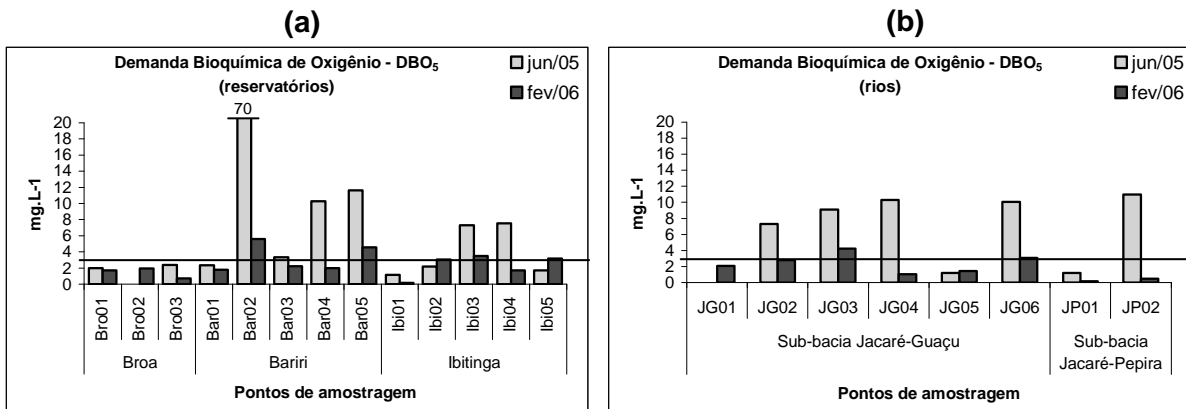 (a)
Demanda Bioquímica de Oxigênio - DBO₅
(reservatórios)
jun/05
fev/06
70
20
18
16
14
12
10
8
6
4
2
0
mg.L-1
Bro01
Bro02
Bro03
Bar01
Bar02
Bar03
Bar04
Bar05
Ibi01
Ibi02
Ibi03
Ibi04
Ibi05
Broa
Bariri
Ibitinga
Pontos de amostragem
(b)
Demanda Bioquímica de Oxigênio - DBO₅
(rios)
jun/05
fev/06
20
18
16
14
12
10
8
6
4
2
0
mg.L-1
JG01 JG02 JG03 JG04 JG05 JG06 JP01 JP02
Sub-bacia Jacaré-Guaçu
Sub-bacia
Jacaré-Pepira
Pontos de amostragem